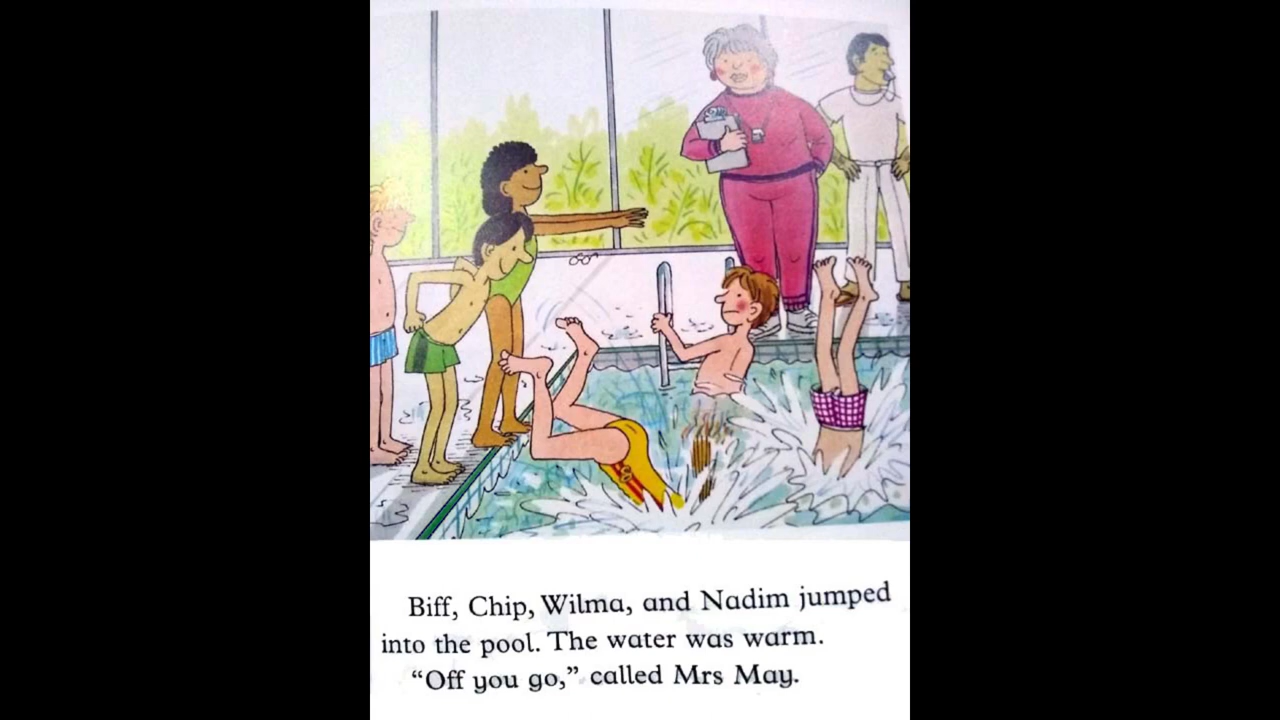 Biff, Chip, Wilma, and Nadim jumped
into the pool. The water was warm.
“Off you go,” called Mrs May.